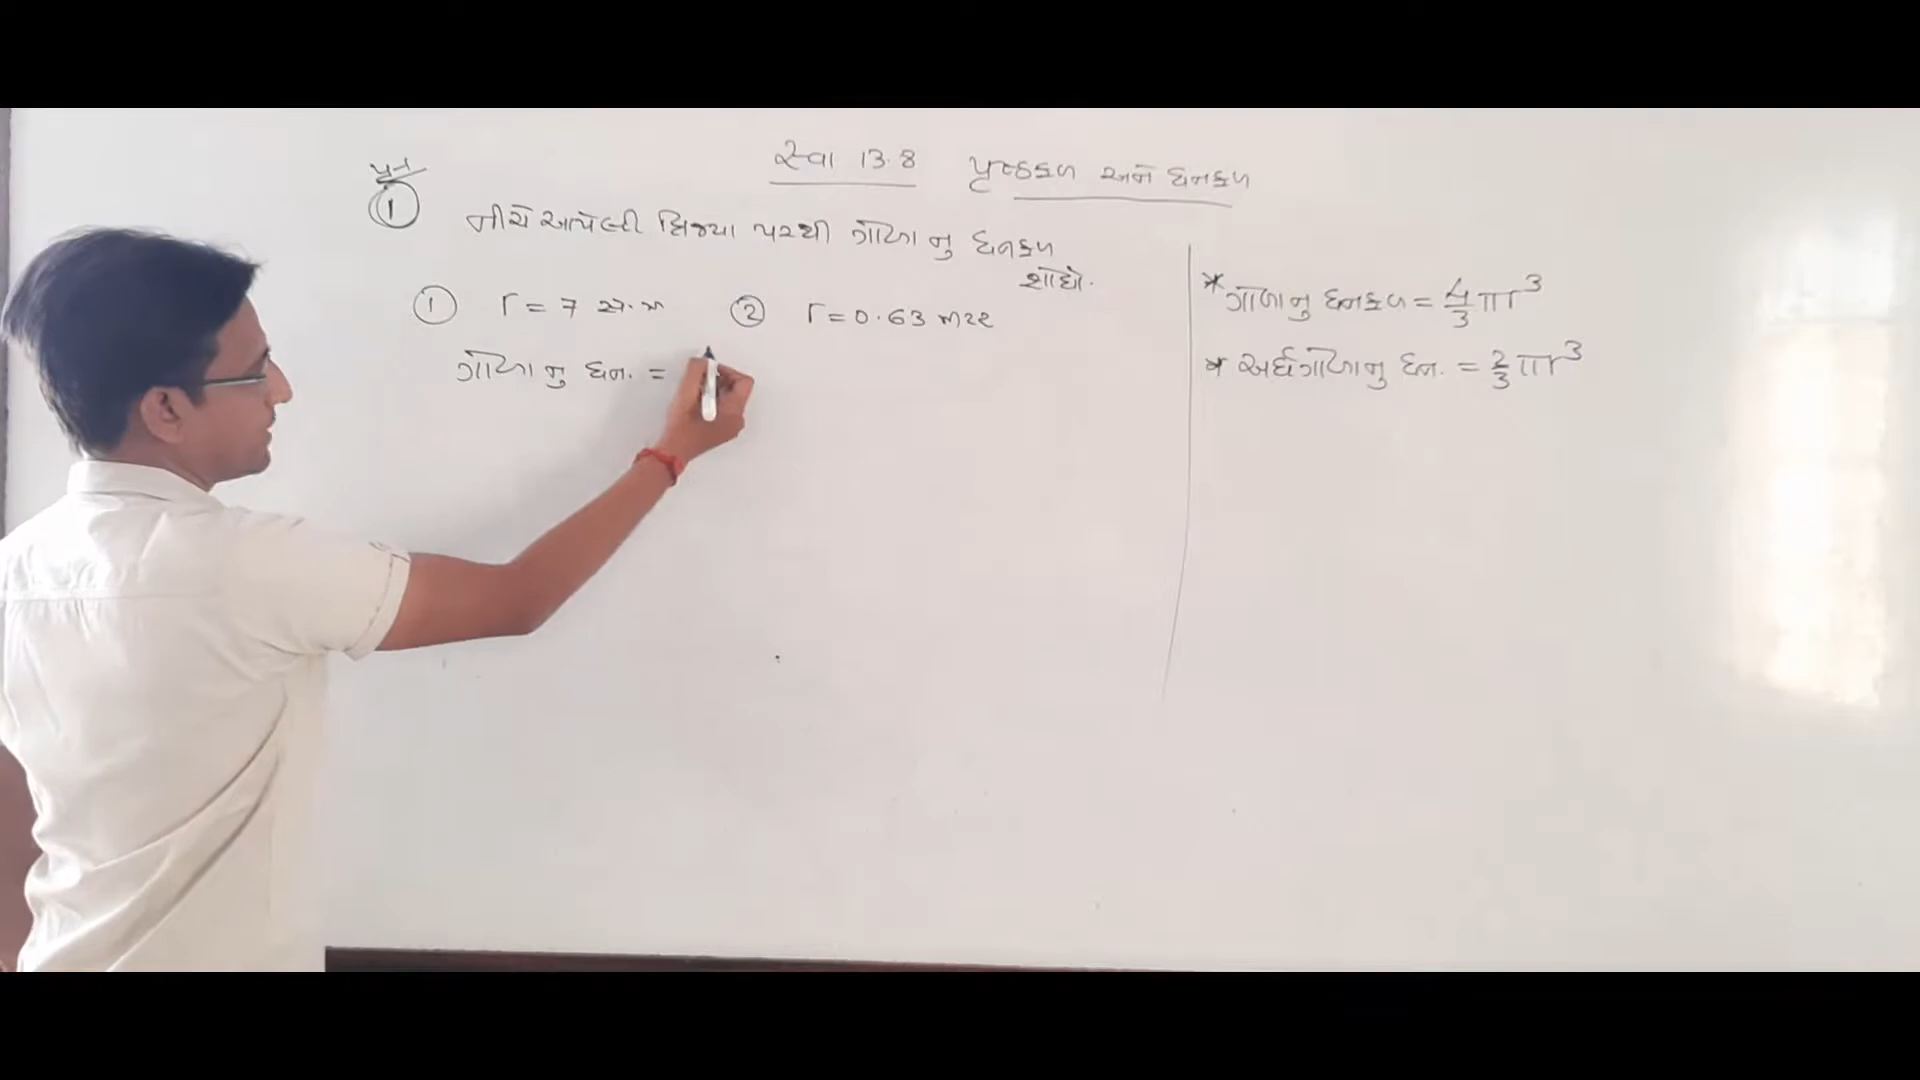 સ્વા 13.8 પૃષ્ઠફળ અને ઘનફળ
પ્રશ્ન
① નીચે આપેલી ત્રિજ્યા પરથી ગોળા નુ ઘનફળ
શોધો.
① r = 7 સે.મ ② r = 0.63 મીટર
ગોળા નુ ઘન. =
* ગોળા નુ ઘનફળ = 4/3 πr³
* અર્ધગોળા નુ ઘન. = 2/3 πr³